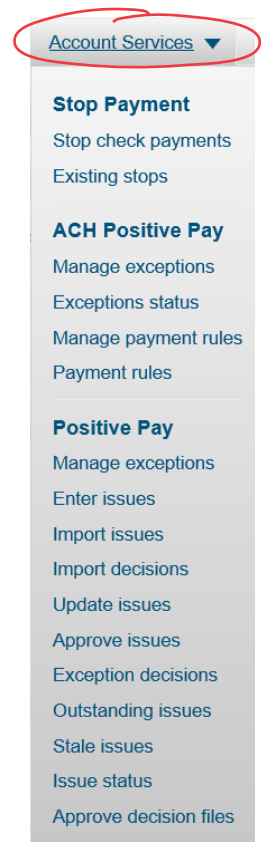 Account Services
Stop Payment
Stop check payments
Existing stops
ACH Positive Pay
Manage exceptions
Exceptions status
Manage payment rules
Payment rules
Positive Pay
Manage exceptions
Enter issues
Import issues
Import decisions
Update issues
Approve issues
Exception decisions
Outstanding issues
Stale issues
Issue status
Approve decision files